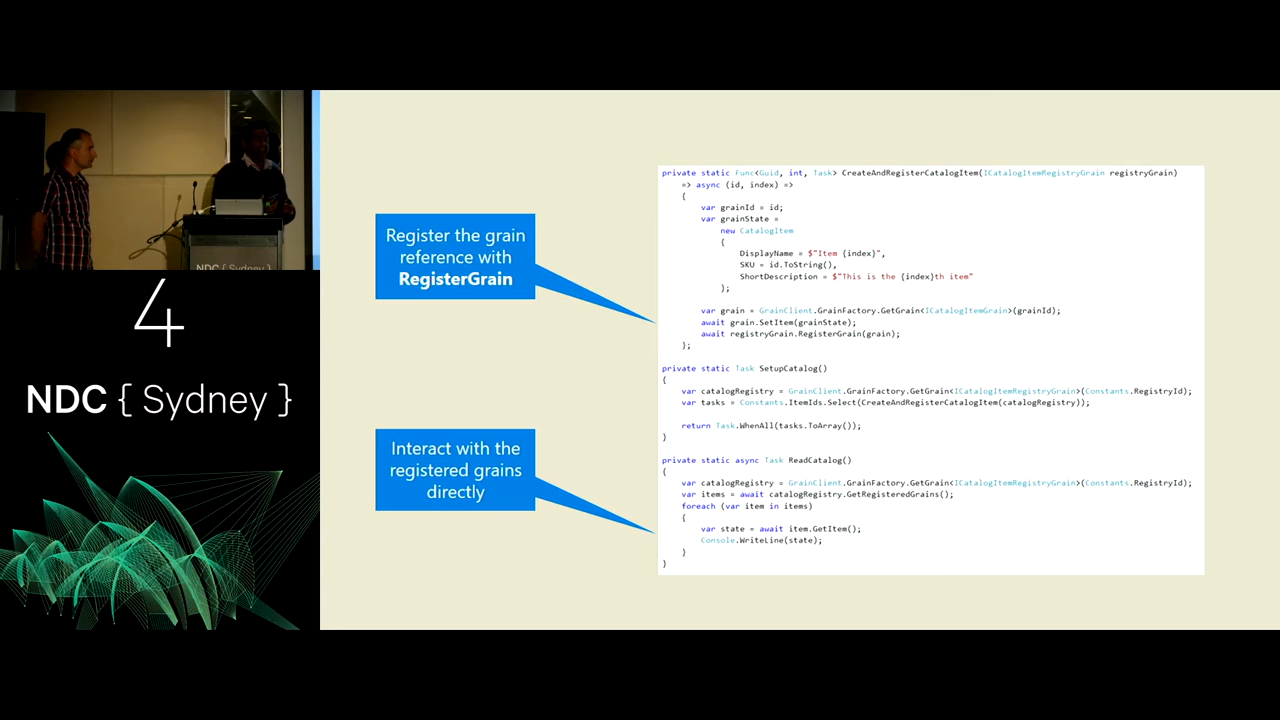 NDC { Sydney }
4
NDC { Sydney }
Register the grain
reference with
RegisterGrain
Interact with the
registered grains
directly
private static Func<Guid, int, Task> CreateAndRegisterCatalogItem(ICatalogItemRegistryGrain registryGrain)
=> async (id, index) =>
{
var grainId = id;
var grainState =
new CatalogItem
{
DisplayName = $"Item {index}",
SKU = id.ToString(),
ShortDescription = $"This is the {index}th item"
};
var grain = GrainClient.GrainFactory.GetGrain<ICatalogItemGrain>(grainId);
await grain.SetItem(grainState);
await registryGrain.RegisterGrain(grain);
};
private static Task SetupCatalog()
{
var catalogRegistry = GrainClient.GrainFactory.GetGrain<ICatalogItemRegistryGrain>(Constants.RegistryId);
var tasks = Constants.ItemIds.Select(CreateAndRegisterCatalogItem(catalogRegistry));
return Task.WhenAll(tasks.ToArray());
}
private static async Task ReadCatalog()
{
var catalogRegistry = GrainClient.GrainFactory.GetGrain<ICatalogItemRegistryGrain>(Constants.RegistryId);
var items = await catalogRegistry.GetRegisteredGrains();
foreach (var item in items)
{
var state = await item.GetItem();
Console.WriteLine(state);
}
}